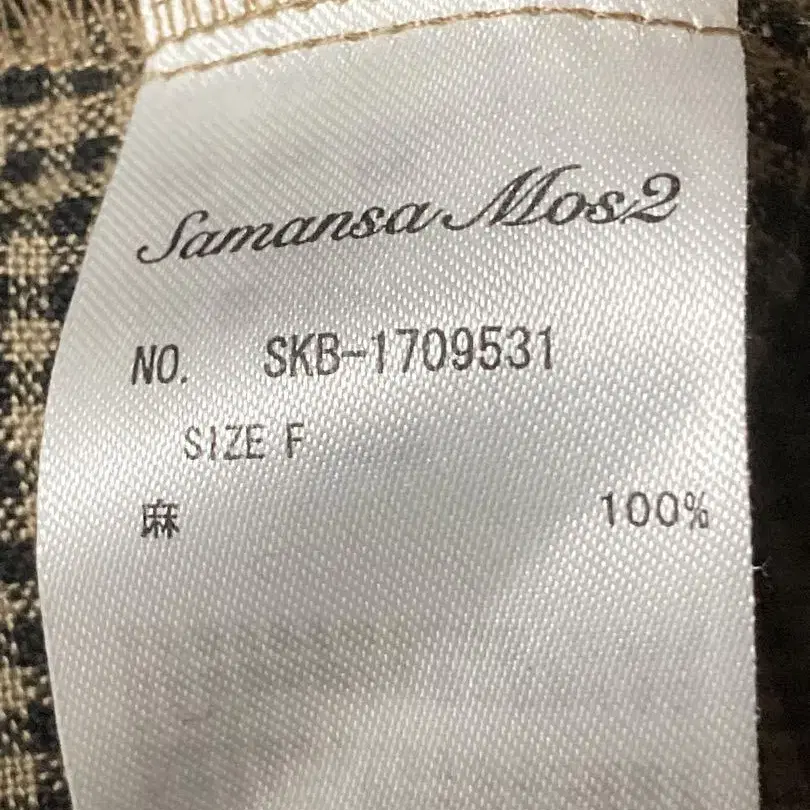 Samansa Mos2
NO. SKB-1709531
SIZE F
麻 100%